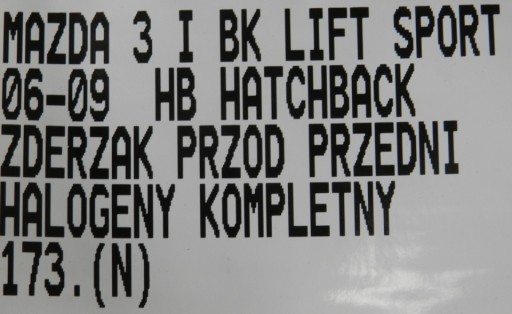 MAZDA 3 I BK LIFT SPORT
06-09 HB HATCHBACK
ZDERZAK PRZOD PRZEDNI
HALOGENY KOMPLETNY
173.(N)